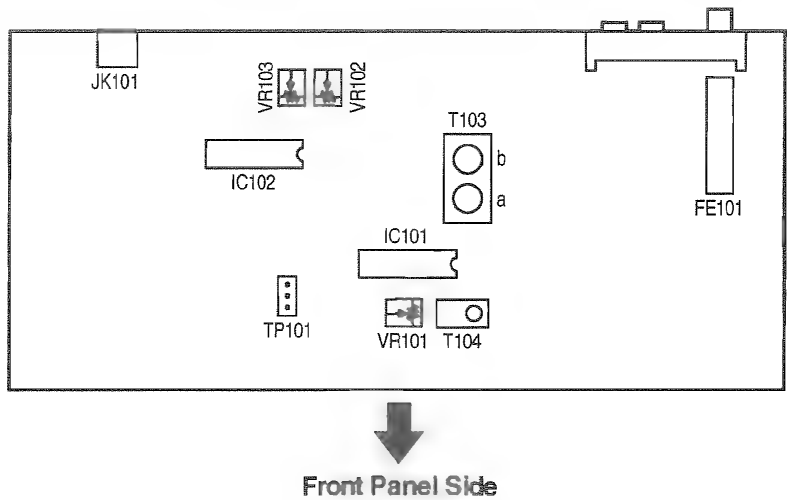 JK101
VR103
VR102
T103
b
a
IC102
FE101
IC101
TP101
VR101
T104
Front Panel Side